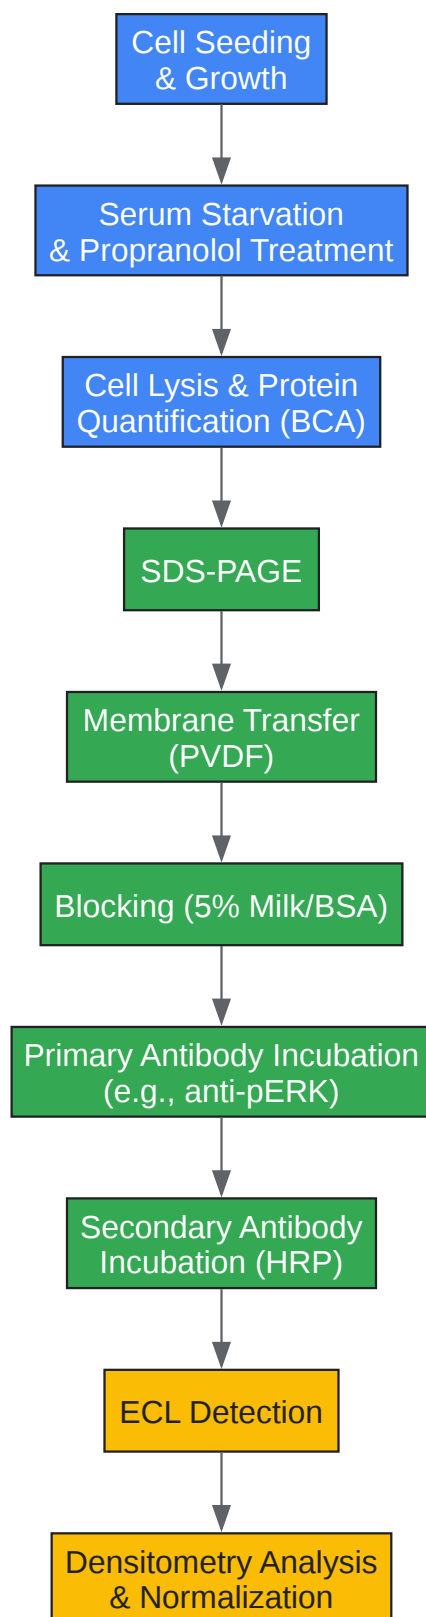 Cell Seeding
& Growth
Serum Starvation
& Propranolol Treatment
Cell Lysis & Protein
Quantification (BCA)
SDS-PAGE
Membrane Transfer
(PVDF)
Blocking (5% Milk/BSA)
Primary Antibody Incubation
(e.g., anti-pERK)
Secondary Antibody
Incubation (HRP)
ECL Detection
Densitometry Analysis
& Normalization